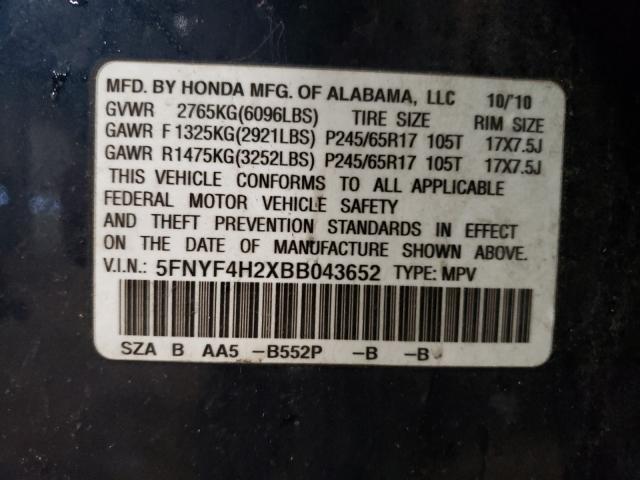 MFD. BY HONDA MFG. OF ALABAMA, LLC 10/'10
GVWR 2765KG(6096LBS) TIRE SIZE RIM SIZE
GAWR F 1325KG(2921LBS) P245/65R17 105T 17X7.5J
GAWR R1475KG(3252LBS) P245/65R17 105T 17X7.5J
THIS VEHICLE CONFORMS TO ALL APPLICABLE
FEDERAL MOTOR VEHICLE SAFETY
AND THEFT PREVENTION STANDARDS IN EFFECT
ON THE DATE OF MANUFACTURE SHOWN ABOVE.
V.I.N.: 5FNYF4H2XBB043652 TYPE: MPV
SZA B AA5 -B552P -B -B